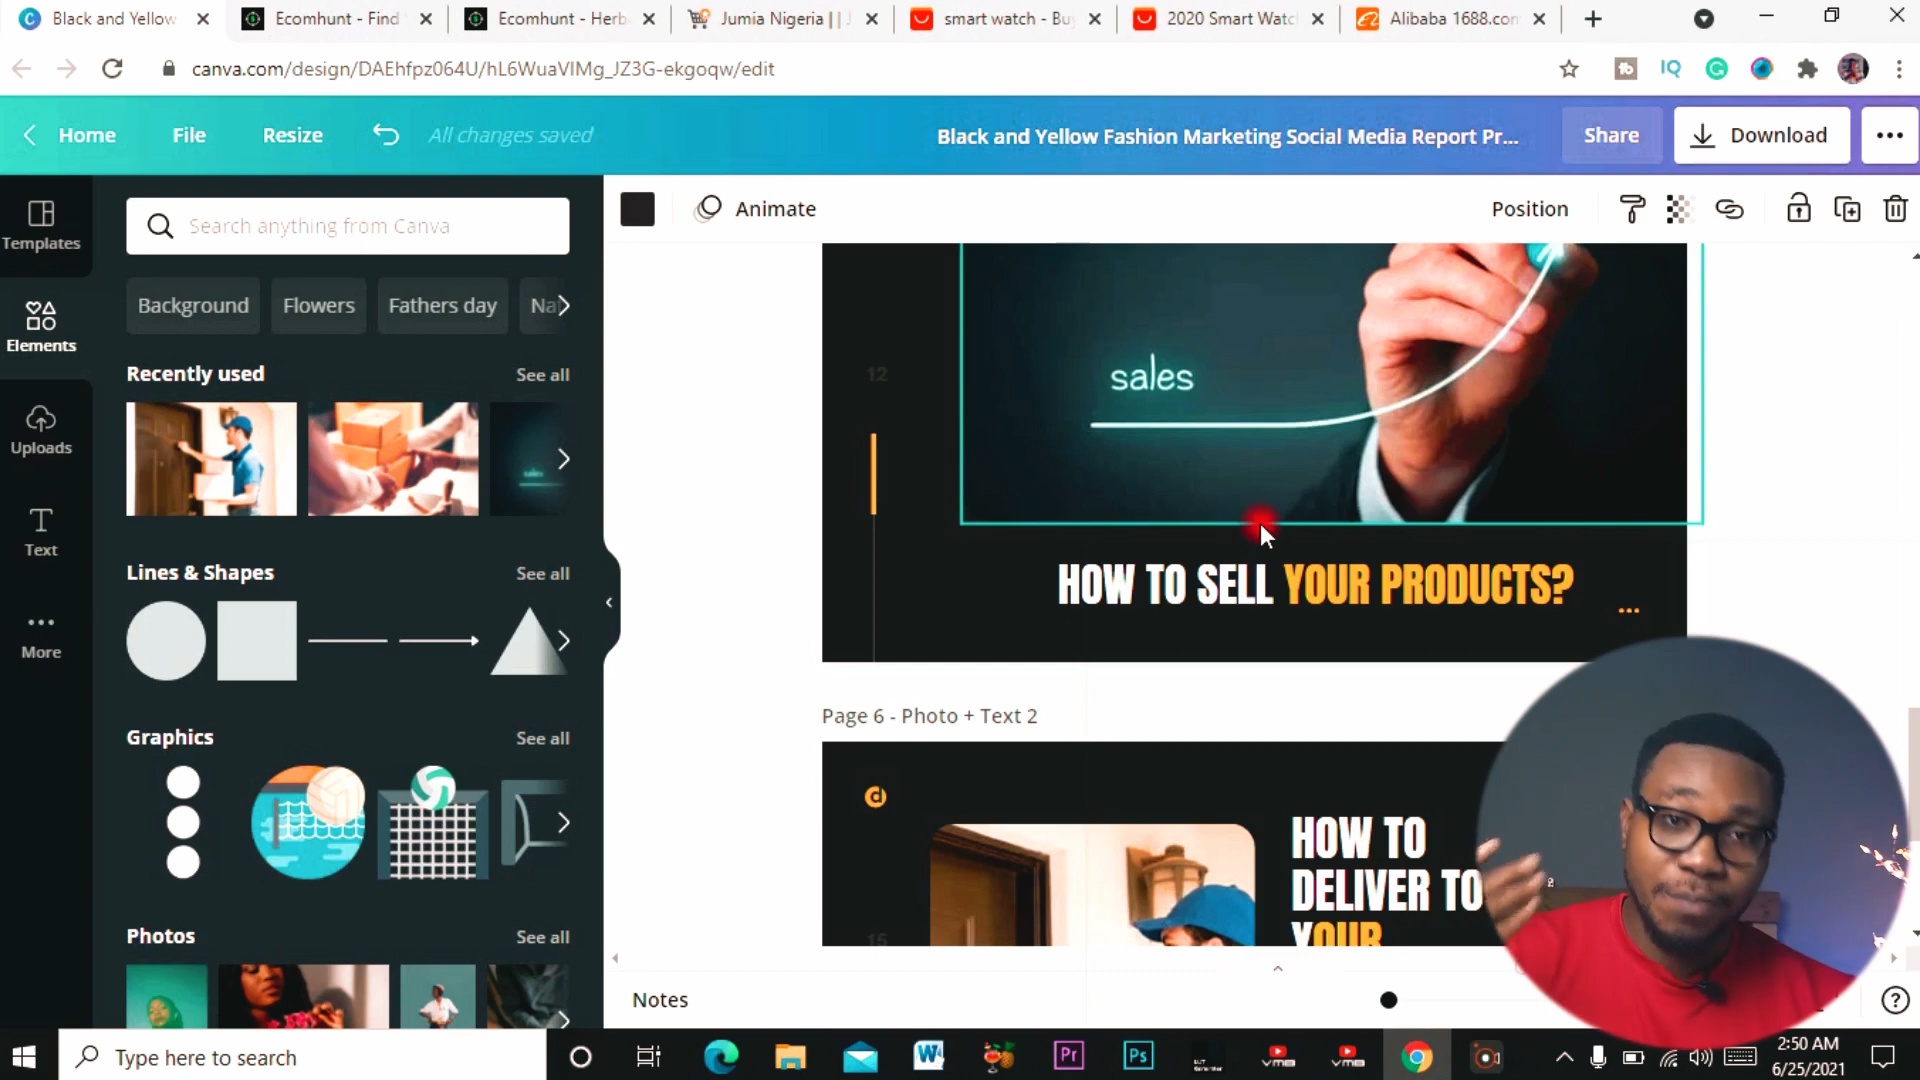 Black and Yellow
Ecomhunt - Find
Ecomhunt - Herb
Jumia Nigeria ||
smart watch - Bu
2020 Smart Watc
Alibaba 1688.com
canva.com/design/DAEhfpz064U/hL6WuaVIMg_JZ3G-ekgoqw/edit
Home
File
Resize
All changes saved
Black and Yellow Fashion Marketing Social Media Report Pr...
Share
Download
Templates
Elements
Uploads
Text
More
Search anything from Canva
Background
Flowers
Fathers day
Na
Recently used
See all
Lines & Shapes
See all
Graphics
See all
Photos
See all
Animate
Position
12
sales
HOW TO SELL YOUR PRODUCTS?
Page 6 - Photo + Text 2
HOW TO
DELIVER TO
YOUR
15
Notes
Type here to search
2:50 AM
6/25/2021